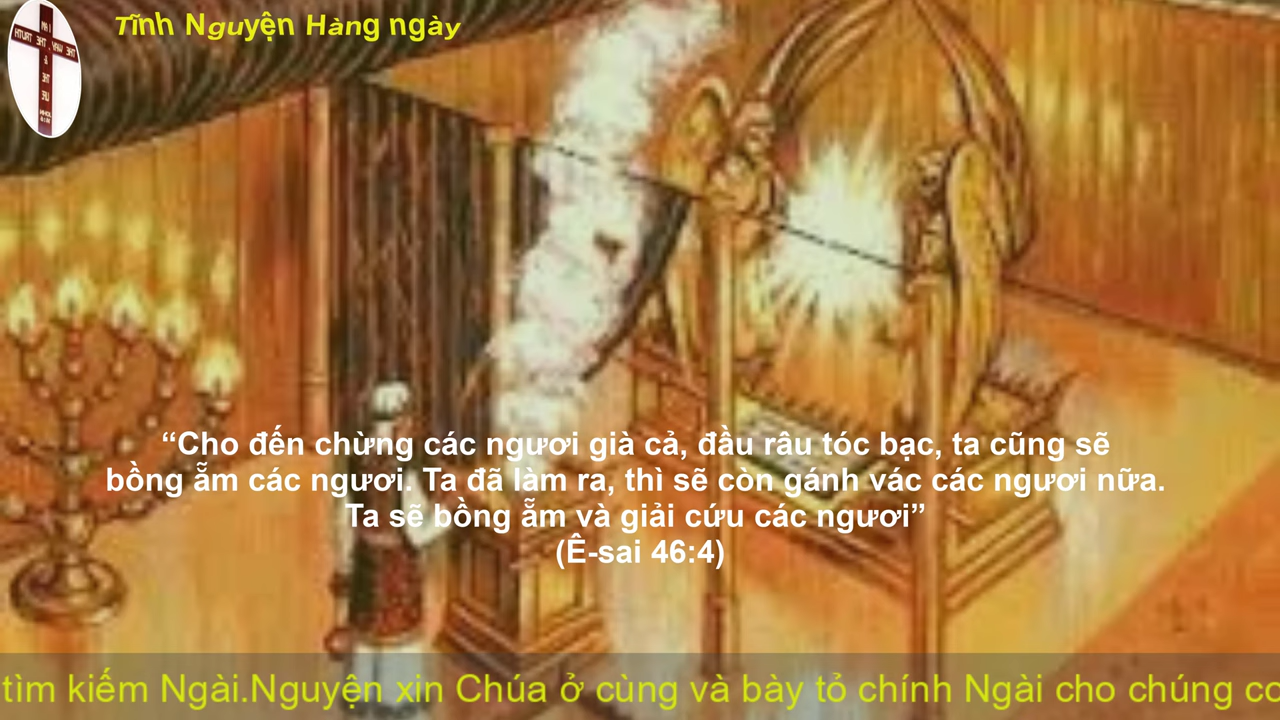 Tĩnh Nguyện Hàng ngày
“Cho đến chừng các ngươi già cả, đầu râu tóc bạc, ta cũng sẽ
bồng ẵm các ngươi. Ta đã làm ra, thì sẽ còn gánh vác các ngươi nữa.
Ta sẽ bồng ẵm và giải cứu các ngươi”
(Ê-sai 46:4)
tìm kiếm Ngài.Nguyện xin Chúa ở cùng và bày tỏ chính Ngài cho chúng